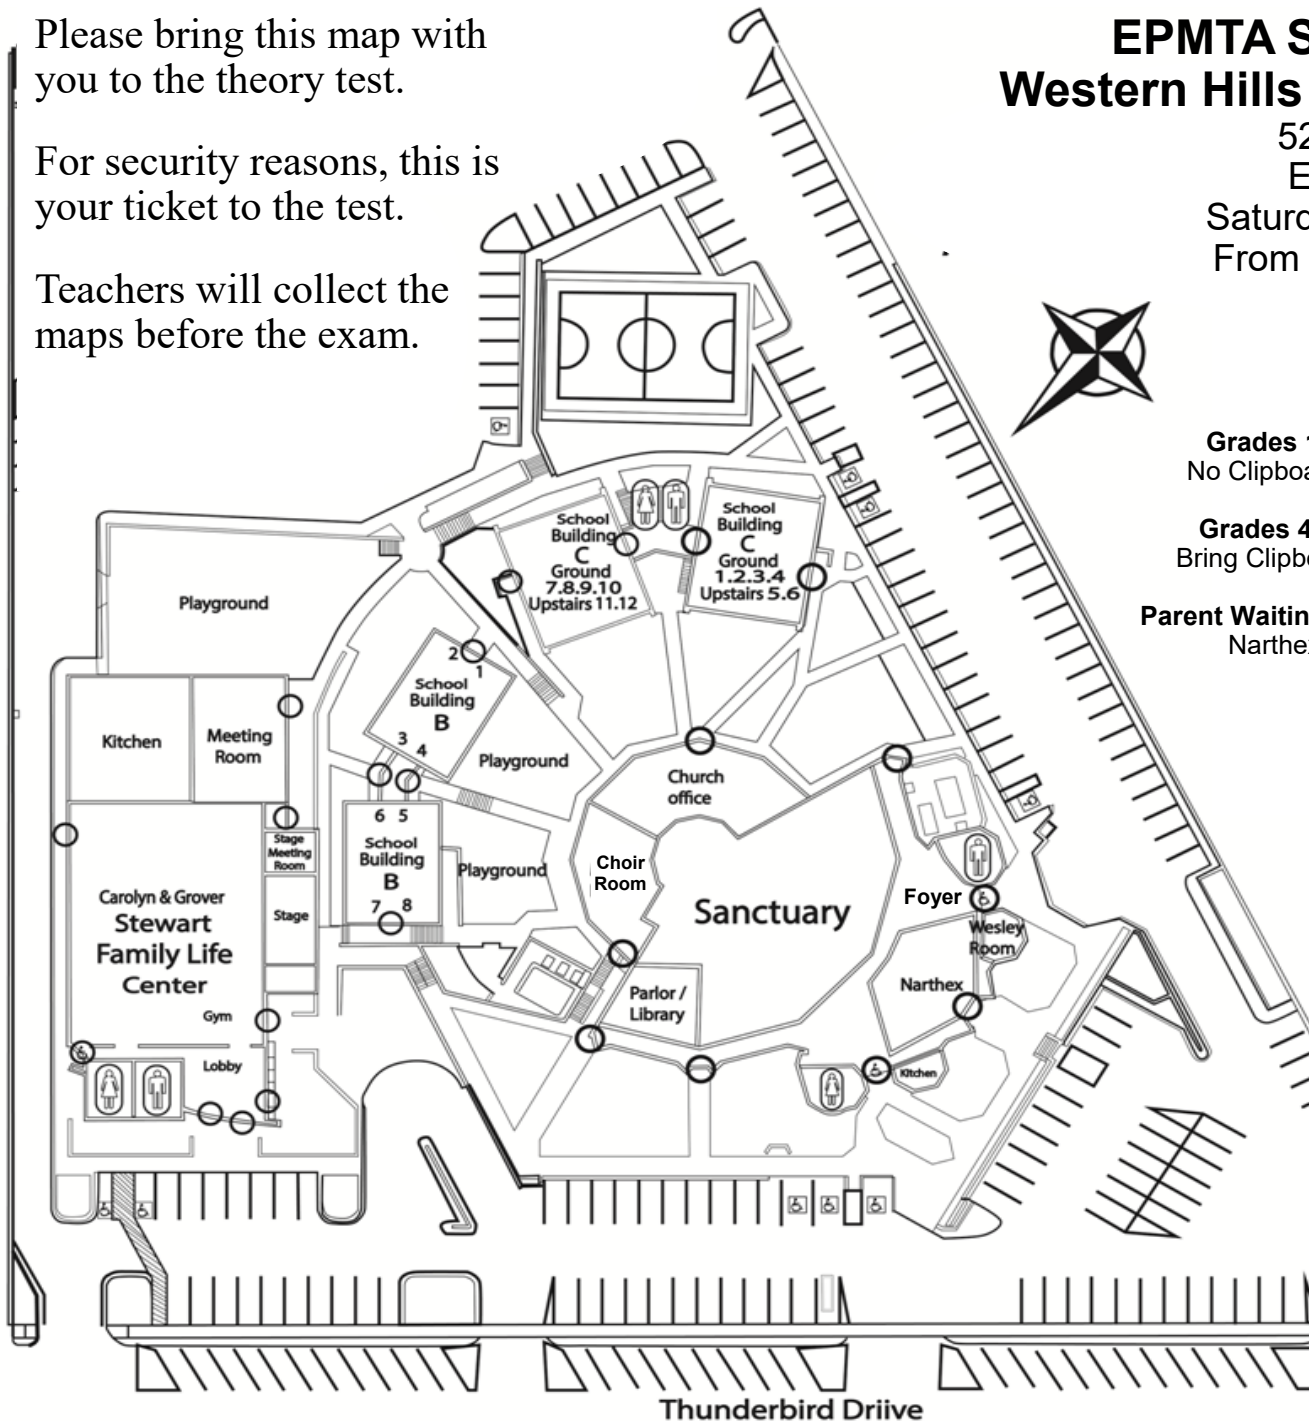 Please bring this map with
you to the theory test.
For security reasons, this is
your ticket to the test.
Teachers will collect the
maps before the exam.
EPMTA S
Western Hills
52
E
Saturd
From
Grades 1
No Clipboa
Grades 4
Bring Clipbo
Parent Waitin
Narthex
School
Building
C
Ground
7.8.9.10
Upstairs 11.12
School
Building
C
Ground
1.2.3.4
Upstairs 5.6
Playground
2
1
School
Building
B
3
4
Kitchen
Meeting
Room
Playground
Church
office
6 5
School
Building
B
7 8
Stage
Meeting
Room
Playground
Choir
Room
Carolyn & Grover
Stewart
Family Life
Center
Stage
Sanctuary
Foyer
Wesley
Room
Narthex
Parlor /
Library
Gym
Lobby
Kitchen
Thunderbird Driive